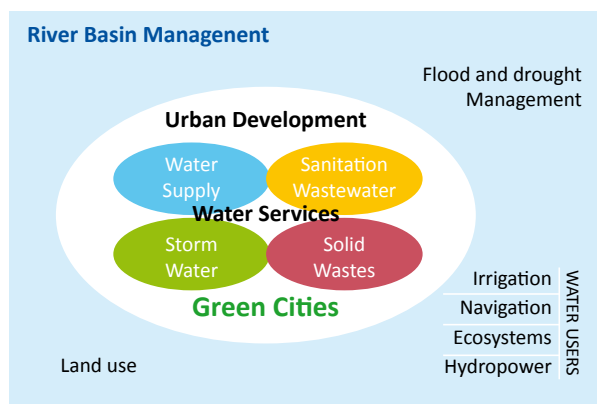 River Basin Managenent
Flood and drought
Management
Urban Development
Water
Supply
Sanitation
Wastewater
Water Services
Storm
Water
Solid
Wastes
Green Cities
Irrigation
Navigation
Ecosystems
Hydropower
WATER USERS
Land use